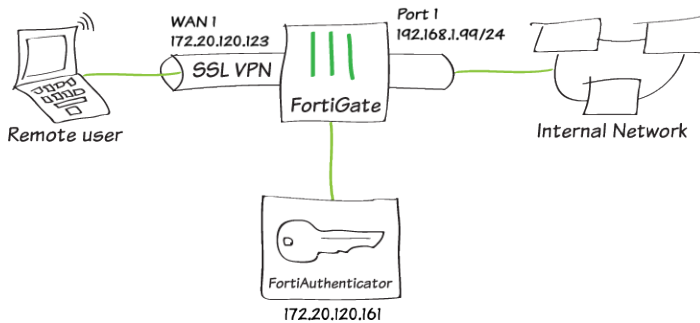 WAN 1
172.20.120.123
Port 1
192.168.1.99/24
SSL VPN
FortiGate
Remote user
Internal Network
FortiAuthenticator
172.20.120.161